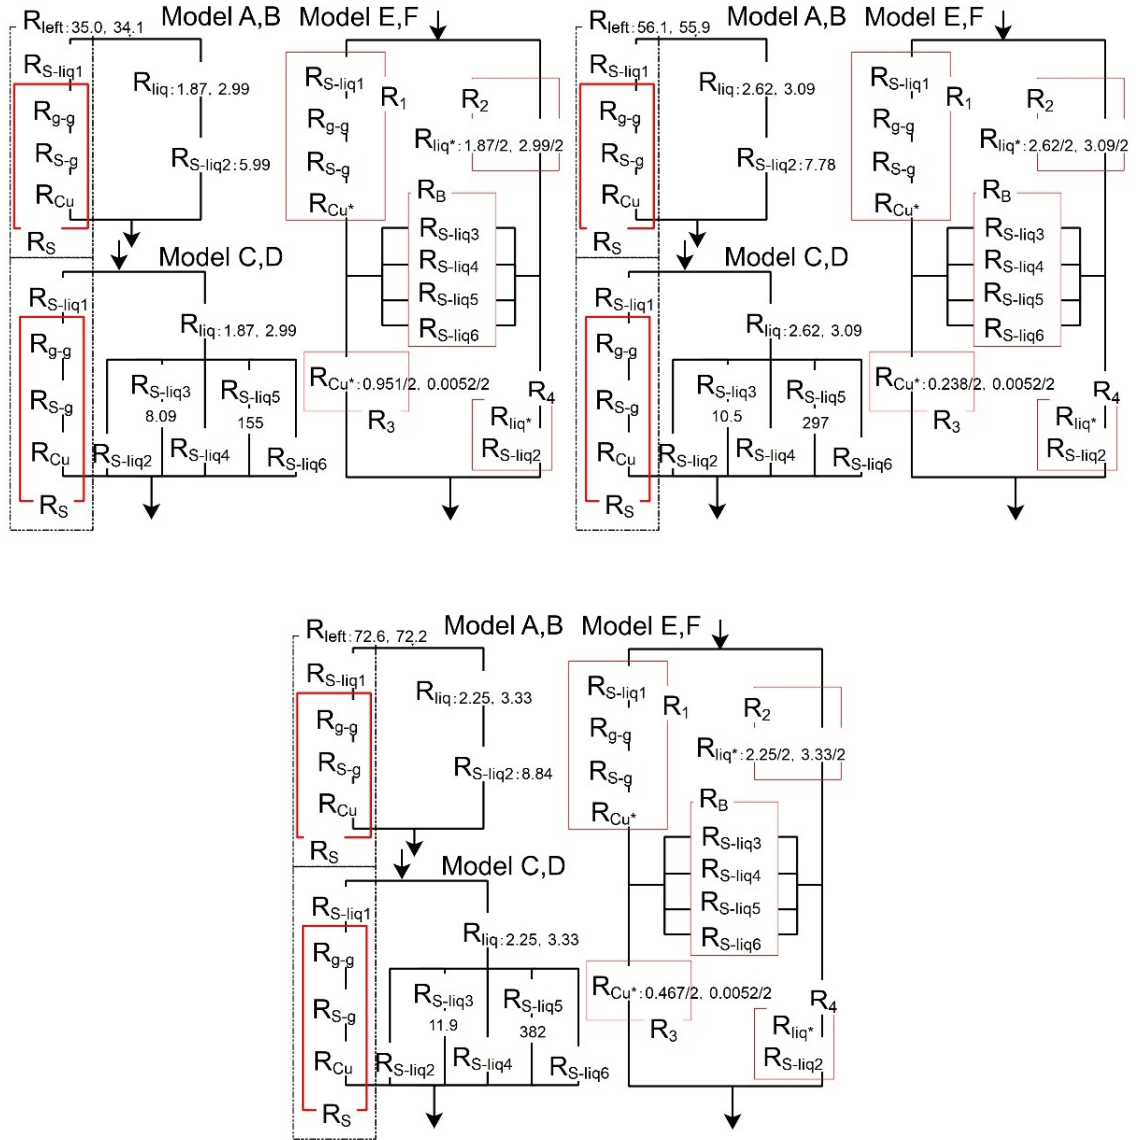 Model A,B Model E,F
R_left:35.0, 34.1
R_S-liq1
R_liq:1.87, 2.99
R_g-g
R_S-g
R_S-liq2:5.99
R_Cu
R_S
R_S-liq1
R_1
R_g-g
R_S-g
R_Cu*
R_2
R_liq*:1.87/2, 2.99/2
R_B
R_S-liq3
R_S-liq4
R_S-liq5
R_S-liq6
R_Cu*:0.951/2, 0.0052/2
R_3
R_4
R_liq*
R_S-liq2
Model C,D
R_S-liq1
R_liq:1.87, 2.99
R_g-g
R_S-g
R_Cu
R_S
R_S-liq3
8.09
R_S-liq5
155
R_S-liq2
R_S-liq4
R_S-liq6
Model A,B Model E,F
R_left:56.1, 55.9
R_S-liq1
R_liq:2.62, 3.09
R_g-g
R_S-g
R_S-liq2:7.78
R_Cu
R_S
R_S-liq1
R_1
R_g-g
R_S-g
R_Cu*
R_2
R_liq*:2.62/2, 3.09/2
R_B
R_S-liq3
R_S-liq4
R_S-liq5
R_S-liq6
R_Cu*:0.238/2, 0.0052/2
R_3
R_4
R_liq*
R_S-liq2
Model C,D
R_S-liq1
R_liq:2.62, 3.09
R_g-g
R_S-g
R_Cu
R_S
R_S-liq3
10.5
R_S-liq5
297
R_S-liq2
R_S-liq4
R_S-liq6
Model A,B Model E,F
R_left:72.6, 72.2
R_S-liq1
R_liq:2.25, 3.33
R_g-g
R_S-g
R_S-liq2:8.84
R_Cu
R_S
R_S-liq1
R_1
R_g-g
R_S-g
R_Cu*
R_2
R_liq*:2.25/2, 3.33/2
R_B
R_S-liq3
R_S-liq4
R_S-liq5
R_S-liq6
R_Cu*:0.467/2, 0.0052/2
R_3
R_4
R_liq*
R_S-liq2
Model C,D
R_S-liq1
R_liq:2.25, 3.33
R_g-g
R_S-g
R_Cu
R_S
R_S-liq3
11.9
R_S-liq5
382
R_S-liq2
R_S-liq4
R_S-liq6